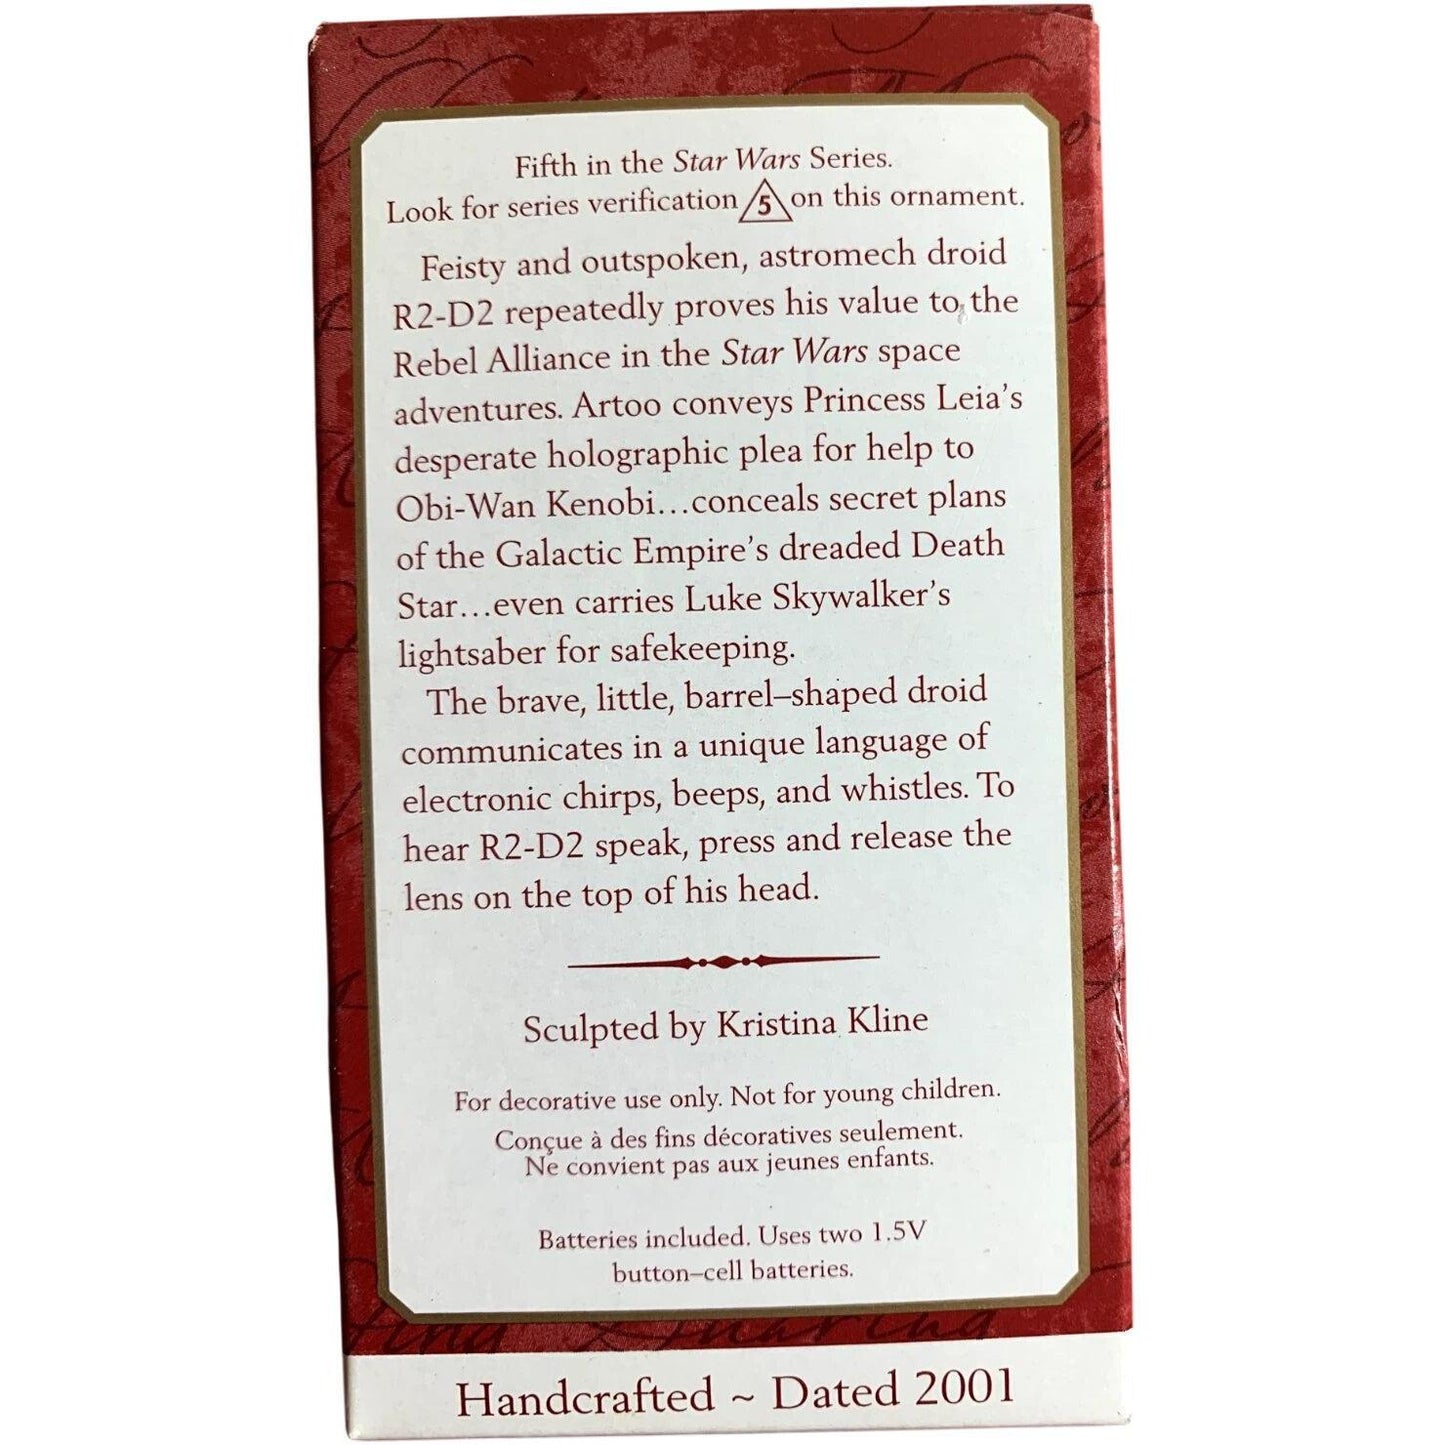 Fifth in the Star Wars Series.
Look for series verification 5 on this ornament.
Feisty and outspoken, astromech droid
R2-D2 repeatedly proves his value to the
Rebel Alliance in the Star Wars space
adventures. Artoo conveys Princess Leia's
desperate holographic plea for help to
Obi-Wan Kenobi...conceals secret plans
of the Galactic Empire's dreaded Death
Star...even carries Luke Skywalker's
lightsaber for safekeeping.
The brave, little, barrel–shaped droid
communicates in a unique language of
electronic chirps, beeps, and whistles. To
hear R2-D2 speak, press and release the
lens on the top of his head.
Sculpted by Kristina Kline
For decorative use only. Not for young children.
Conçue à des fins décoratives seulement.
Ne convient pas aux jeunes enfants.
Batteries included. Uses two 1.5V
button–cell batteries.
Handcrafted ~ Dated 2001